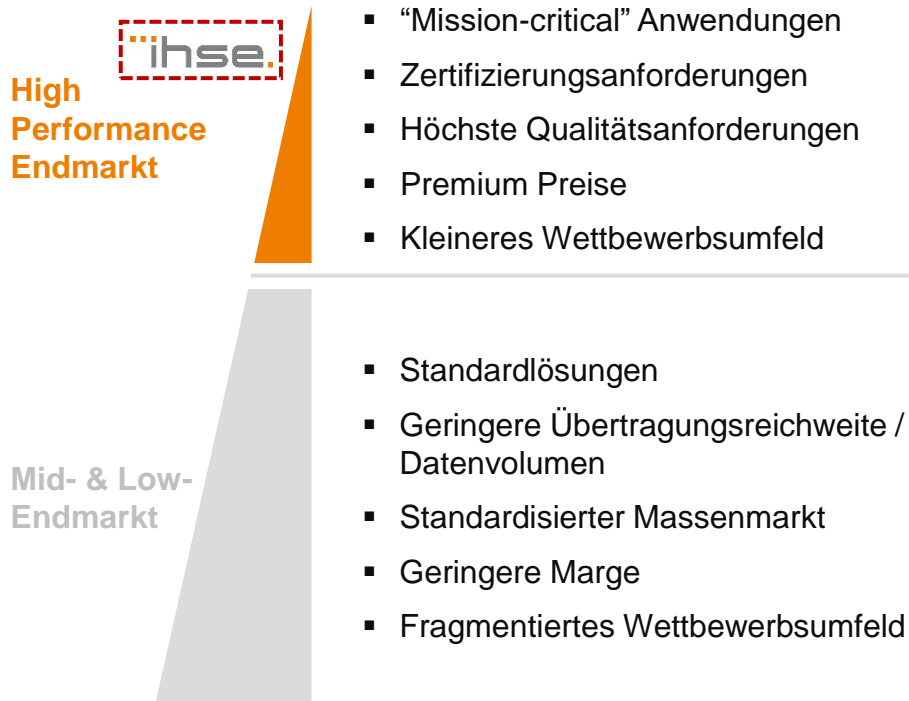 ihse.
High
Performance
Endmarkt
“Mission-critical” Anwendungen
Zertifizierungsanforderungen
Höchste Qualitätsanforderungen
Premium Preise
Kleineres Wettbewerbsumfeld
Mid- & Low-
Endmarkt
Standardlösungen
Geringere Übertragungsreichweite /
Datenvolumen
Standardisierter Massenmarkt
Geringere Marge
Fragmentiertes Wettbewerbsumfeld